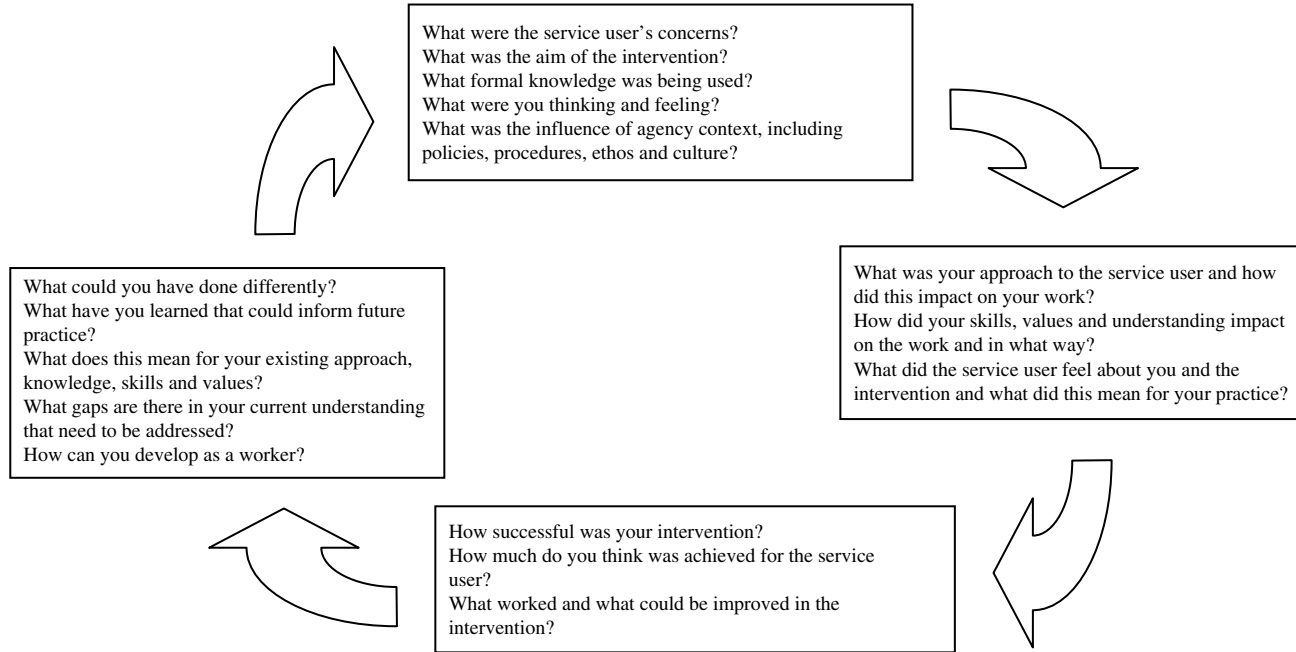 What were the service user’s concerns?
What was the aim of the intervention?
What formal knowledge was being used?
What were you thinking and feeling?
What was the influence of agency context, including
policies, procedures, ethos and culture?
What was your approach to the service user and how
did this impact on your work?
How did your skills, values and understanding impact
on the work and in what way?
What did the service user feel about you and the
intervention and what did this mean for your practice?
How successful was your intervention?
How much do you think was achieved for the service
user?
What worked and what could be improved in the
intervention?
What could you have done differently?
What have you learned that could inform future
practice?
What does this mean for your existing approach,
knowledge, skills and values?
What gaps are there in your current understanding
that need to be addressed?
How can you develop as a worker?